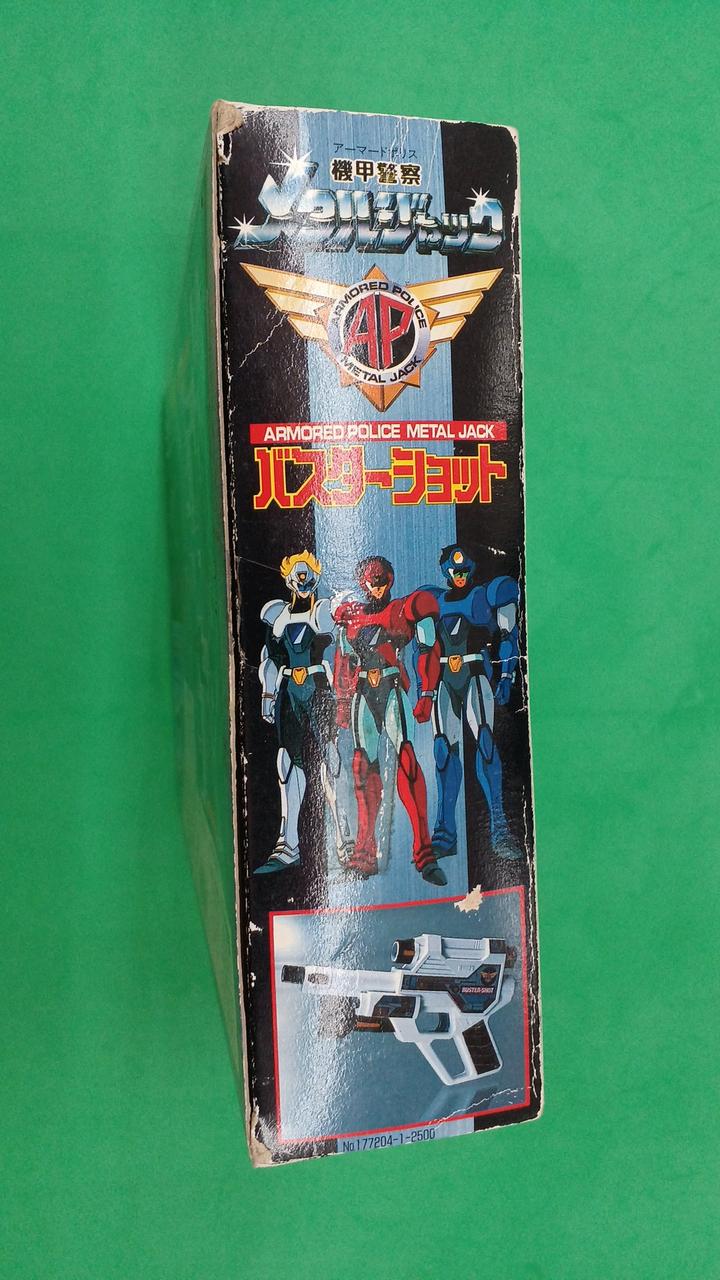 アーマードポリス
機甲警察
メタルジャック
ARMORED POLICE
AP
METAL JACK
ARMORED POLICE METAL JACK
バスターショット
BUSTER-SHOT
No.177204-1-2500